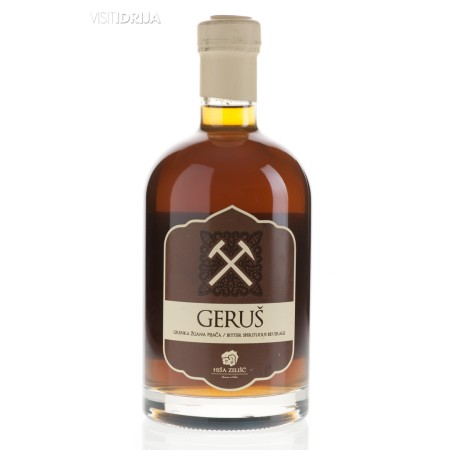 VISITIDRIJA
GERUŠ
GRENKA ŽGANA PIJAČA / BITTER SPIRITUOUS BEVERAGE
HIŠA ZELIŠČ